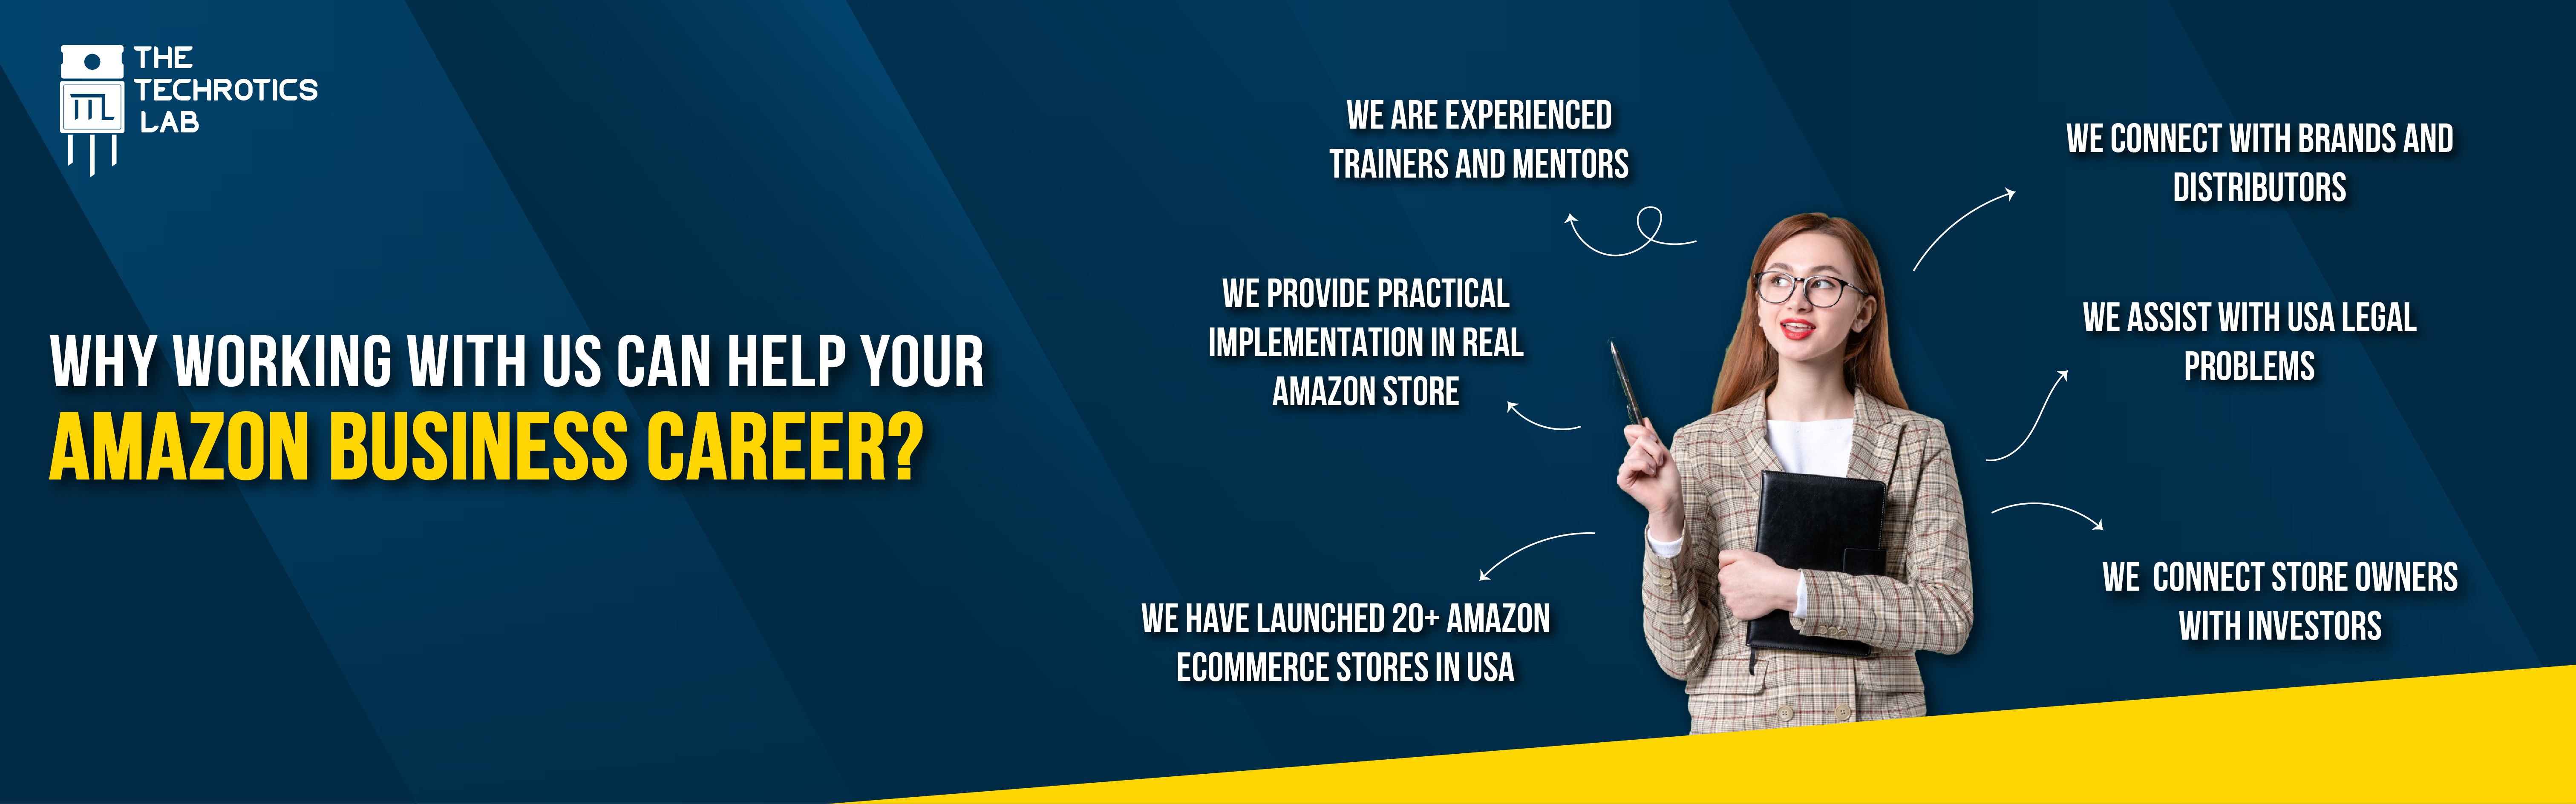 THE
TECHROTICS
LAB
TTL
WHY WORKING WITH US CAN HELP YOUR
AMAZON BUSINESS CAREER?
WE ARE EXPERIENCED
TRAINERS AND MENTORS
WE PROVIDE PRACTICAL
IMPLEMENTATION IN REAL
AMAZON STORE
WE HAVE LAUNCHED 20+ AMAZON
ECOMMERCE STORES IN USA
WE CONNECT WITH BRANDS AND
DISTRIBUTORS
WE ASSIST WITH USA LEGAL
PROBLEMS
WE CONNECT STORE OWNERS
WITH INVESTORS